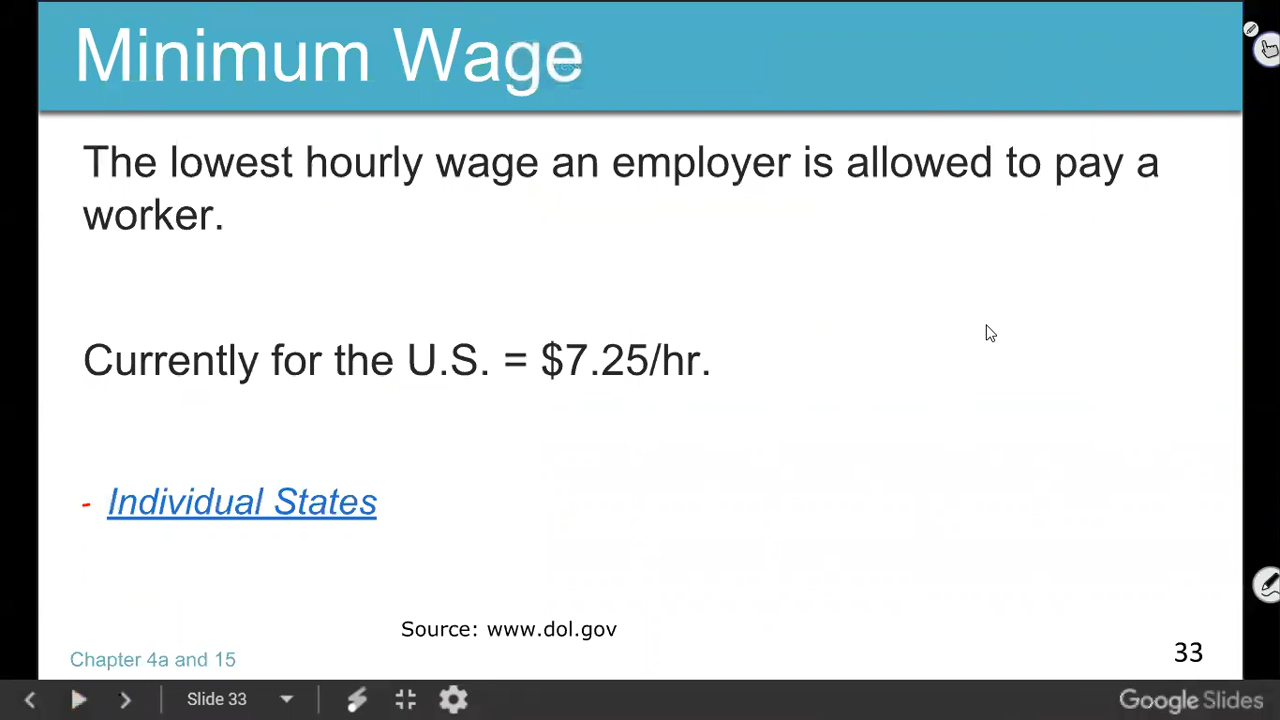 Minimum Wage
The lowest hourly wage an employer is allowed to pay a
worker.
Currently for the U.S. = $7.25/hr.
- Individual States
Source: www.dol.gov
Chapter 4a and 15
33
Slide 33
Google Slides